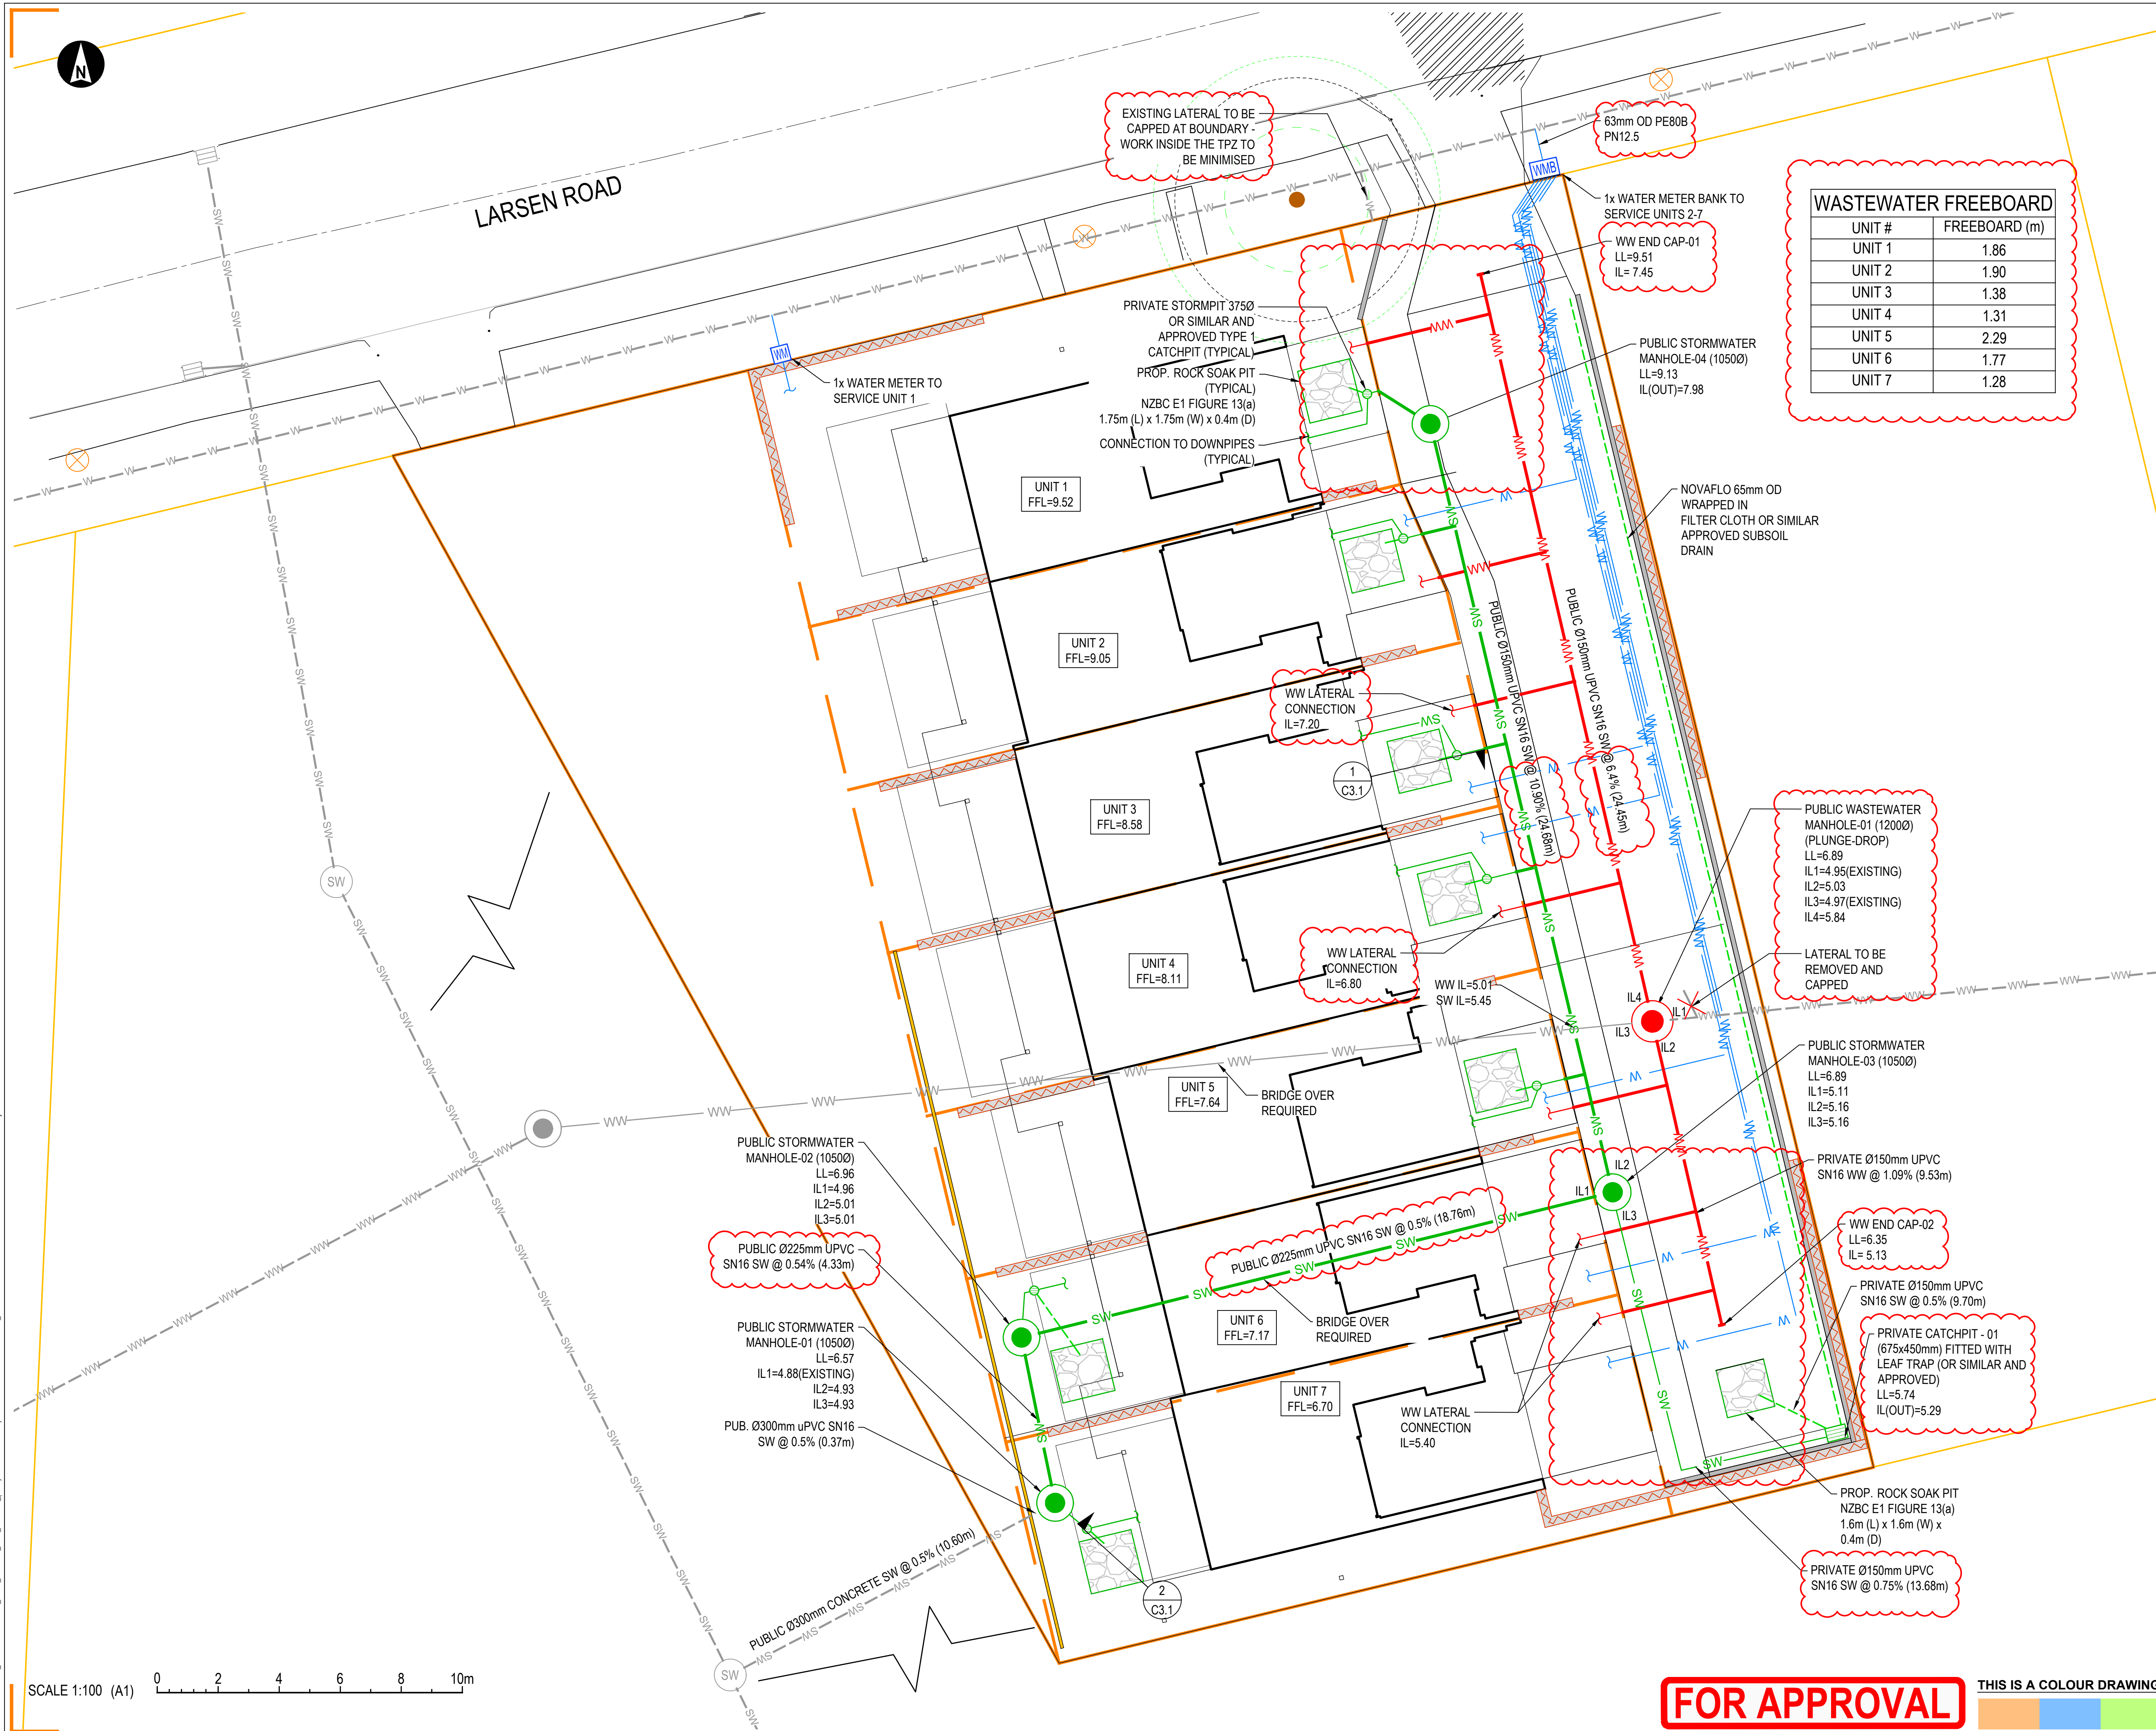 N
LARSEN ROAD
EXISTING LATERAL TO BE
CAPPED AT BOUNDARY -
WORK INSIDE THE TPZ TO
BE MINIMISED
63mm OD PE80B
PN12.5
WMB
1x WATER METER BANK TO
SERVICE UNITS 2-7
WW END CAP-01
LL=9.51
IL= 7.45
WASTEWATER FREEBOARD
UNIT # FREEBOARD (m)
UNIT 1 1.86
UNIT 2 1.90
UNIT 3 1.38
UNIT 4 1.31
UNIT 5 2.29
UNIT 6 1.77
UNIT 7 1.28
WM
1x WATER METER TO
SERVICE UNIT 1
PRIVATE STORMPIT 375Ø
OR SIMILAR AND
APPROVED TYPE 1
CATCHPIT (TYPICAL)
PROP. ROCK SOAK PIT
(TYPICAL)
NZBC E1 FIGURE 13(a)
1.75m (L) x 1.75m (W) x 0.4m (D)
CONNECTION TO DOWNPIPES
(TYPICAL)
PUBLIC STORMWATER
MANHOLE-04 (1050Ø)
LL=9.13
IL(OUT)=7.98
NOVAFLO 65mm OD
WRAPPED IN
FILTER CLOTH OR SIMILAR
APPROVED SUBSOIL
DRAIN
UNIT 1
FFL=9.52
UNIT 2
FFL=9.05
UNIT 3
FFL=8.58
UNIT 4
FFL=8.11
UNIT 5
FFL=7.64
UNIT 6
FFL=7.17
UNIT 7
FFL=6.70
PUBLIC Ø150mm UPVC SN16 SW @ 10.90% (24.68m)
PUBLIC Ø150mm UPVC SN16 SW @ 6.4% (24.45m)
WW LATERAL
CONNECTION
IL=7.20
1
C3.1
WW LATERAL
CONNECTION
IL=6.80
WW IL=5.01
SW IL=5.45
PUBLIC WASTEWATER
MANHOLE-01 (1200Ø)
(PLUNGE-DROP)
LL=6.89
IL1=4.95(EXISTING)
IL2=5.03
IL3=4.97(EXISTING)
IL4=5.84
LATERAL TO BE
REMOVED AND
CAPPED
IL4
IL1
IL3
IL2
PUBLIC STORMWATER
MANHOLE-03 (1050Ø)
LL=6.89
IL1=5.11
IL2=5.16
IL3=5.16
BRIDGE OVER
REQUIRED
PUBLIC STORMWATER
MANHOLE-02 (1050Ø)
LL=6.96
IL1=4.96
IL2=5.01
IL3=5.01
PUBLIC Ø225mm UPVC
SN16 SW @ 0.54% (4.33m)
PUBLIC Ø225mm UPVC SN16 SW @ 0.5% (18.76m)
BRIDGE OVER
REQUIRED
IL2
IL1
IL3
PRIVATE Ø150mm UPVC
SN16 WW @ 1.09% (9.53m)
WW END CAP-02
LL=6.35
IL= 5.13
PRIVATE Ø150mm UPVC
SN16 SW @ 0.5% (9.70m)
PRIVATE CATCHPIT - 01
(675x450mm) FITTED WITH
LEAF TRAP (OR SIMILAR AND
APPROVED)
LL=5.74
IL(OUT)=5.29
PUBLIC STORMWATER
MANHOLE-01 (1050Ø)
LL=6.57
IL1=4.88(EXISTING)
IL2=4.93
IL3=4.93
PUB. Ø300mm uPVC SN16
SW @ 0.5% (0.37m)
WW LATERAL
CONNECTION
IL=5.40
PROP. ROCK SOAK PIT
NZBC E1 FIGURE 13(a)
1.6m (L) x 1.6m (W) x
0.4m (D)
PRIVATE Ø150mm UPVC
SN16 SW @ 0.75% (13.68m)
PUBLIC Ø300mm CONCRETE SW @ 0.5% (10.60m)
2
C3.1
SW
SW
SCALE 1:100 (A1)
0 2 4 6 8 10m
FOR APPROVAL
THIS IS A COLOUR DRAWING